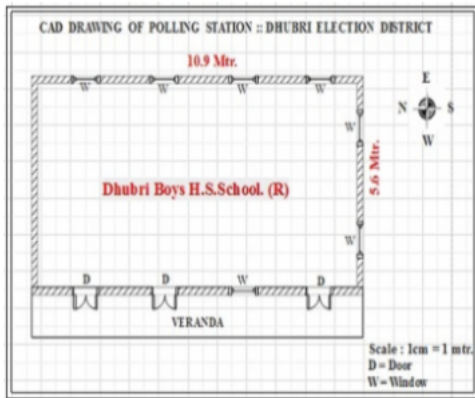 CAD DRAWING OF POLLING STATION :: DHUBRI ELECTION DISTRICT
10.9 Mtr.
W W W W
E
N S
W
W
5.6 Mtr.
Dhubri Boys H.S.School. (R)
W
D D W D
VERANDA
Scale : 1cm = 1 mtr.
D = Door
W = Window